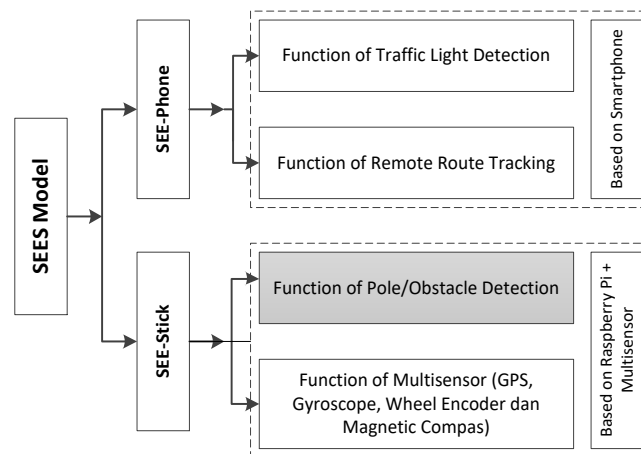 SEES Model
SEE-Phone
Function of Traffic Light Detection
Function of Remote Route Tracking
Based on Smartphone
SEE-Stick
Function of Pole/Obstacle Detection
Function of Multisensor (GPS,
Gyroscope, Wheel Encoder dan
Magnetic Compas)
Based on Raspberry Pi +
Multisensor